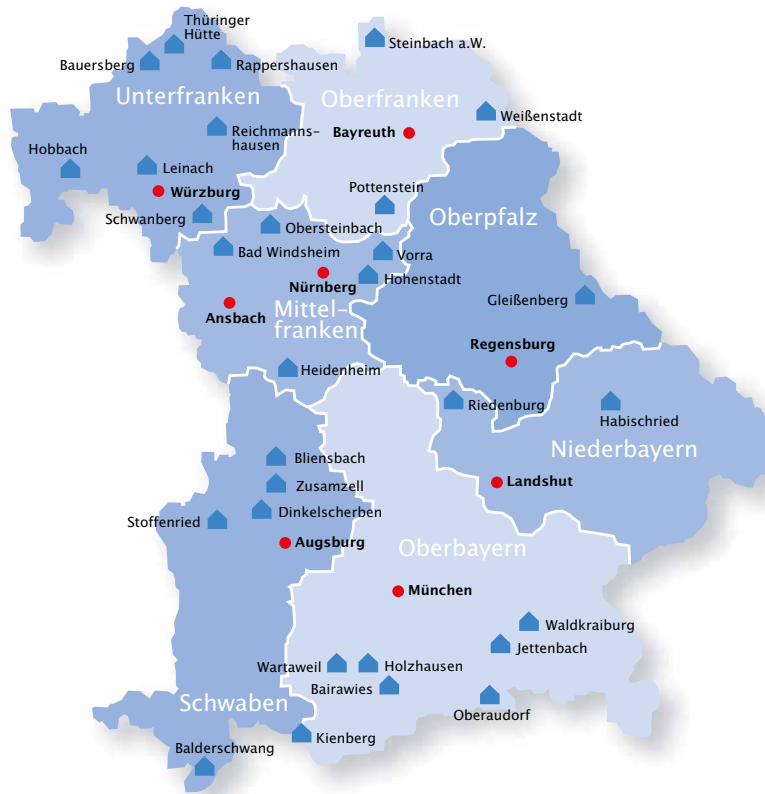 Thüringer
Hütte
Steinbach a.W.
Bauersberg
Rappershausen
Unterfranken
Oberfranken
Weißenstadt
Reichmanns-
hausen
Bayreuth
Hobbach
Leinach
Würzburg
Pottenstein
Schwanberg
Oberpfalz
Obersteinbach
Bad Windsheim
Vorra
Hohenstadt
Nürnberg
Gleißenberg
Ansbach
Mittel-
franken
Regensburg
Heidenheim
Riedenburg
Habischried
Niederbayern
Bliensbach
Zusamzell
Landshut
Dinkelscherben
Stoffenried
Augsburg
Oberbayern
München
Waldkraiburg
Jettenbach
Wartaweil
Holzhausen
Bairawies
Schwaben
Oberaudorf
Kienberg
Balderschwang